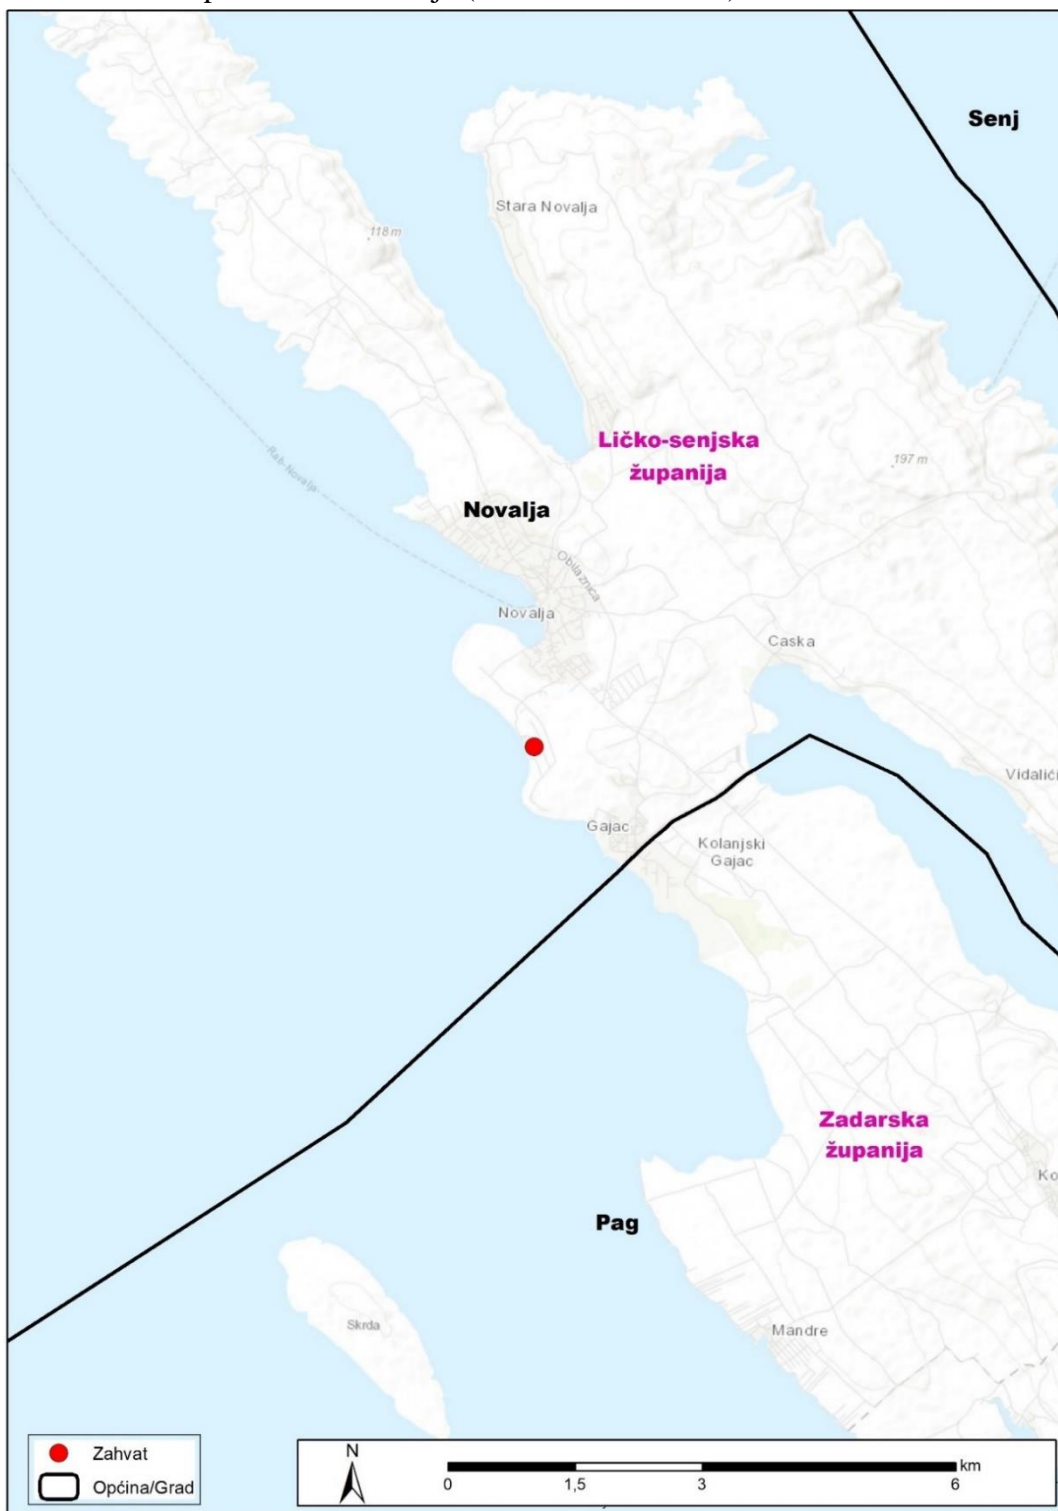 Senj
Stara Novalja
118 m
Ličko-senjska
županija
197 m
Rab-Novalja
Novalja
Obilaznica
Novalja
Caska
Vidalići
Gajac
Kolanjski
Gajac
Zadarska
županija
Ko
Pag
Skrda
Mandre
Zahvat
Općina/Grad
N
km
0 1,5 3 6